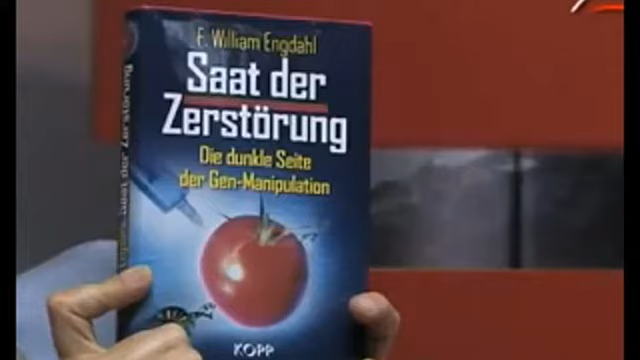 F. William Engdahl
Saat der
Zerstörung
Die dunkle Seite
der Gen-Manipulation
KOPP